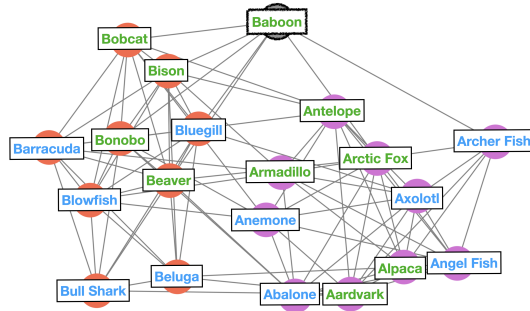 Baboon
Bobcat
Bison
Antelope
Bluegill
Bonobo
Archer Fish
Barracuda
Arctic Fox
Armadillo
Beaver
Axolotl
Blowfish
Anemone
Angel Fish
Alpaca
Beluga
Bull Shark
Abalone
Aardvark